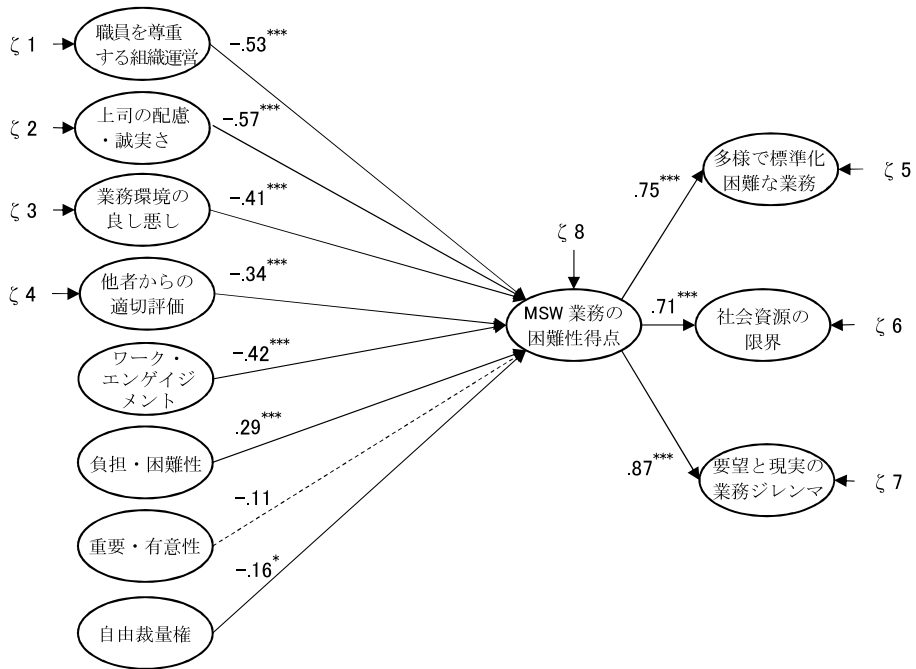 ζ1
職員を尊重
する組織運営
-.53***
ζ2
上司の配慮
・誠実さ
-.57***
ζ3
業務環境の
良し悪し
-.41***
ζ4
他者からの
適切評価
-.34***
ワーク・
エンゲイジ
メント
-.42***
負担・困難性
.29***
重要・有意性
-.11
自由裁量権
-.16*
ζ8
MSW 業務の
困難性得点
.75***
多様で標準化
困難な業務
ζ5
.71***
社会資源の
限界
ζ6
.87***
要望と現実の
業務ジレンマ
ζ7